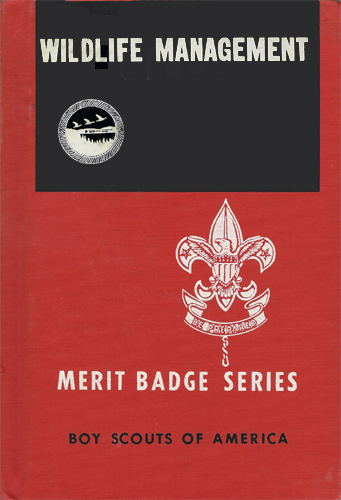 WILDLIFE MANAGEMENT
BE PREPARED
MERIT BADGE SERIES
BOY SCOUTS OF AMERICA